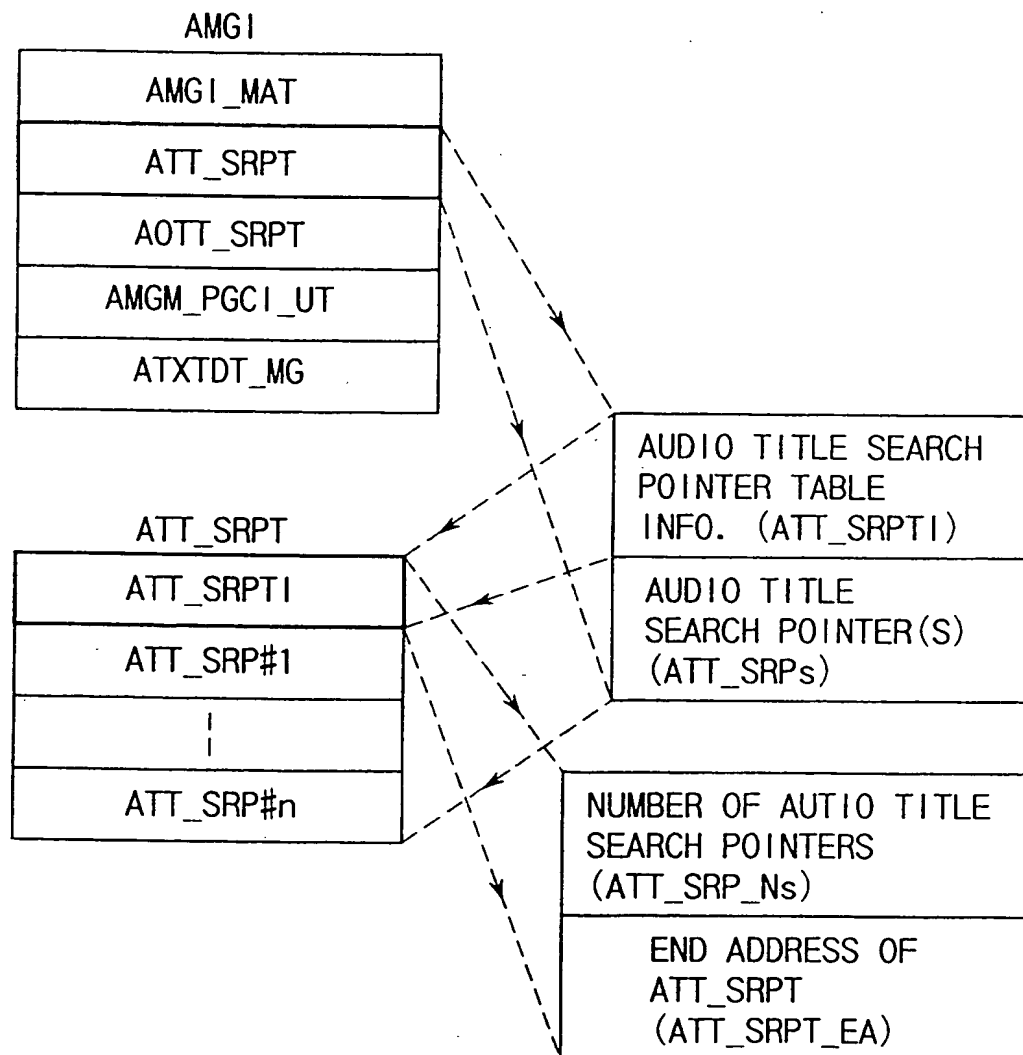 AMGI
AMGI_MAT
ATT_SRPT
AOTT_SRPT
AMGM_PGCI_UT
ATXTDT_MG
AUDIO TITLE SEARCH
POINTER TABLE
INFO. (ATT_SRPTI)
AUDIO TITLE
SEARCH POINTER(S)
(ATT_SRPs)
ATT_SRPT
ATT_SRPTI
ATT_SRP#1
ATT_SRP#n
NUMBER OF AUTIO TITLE
SEARCH POINTERS
(ATT_SRP_Ns)
END ADDRESS OF
ATT_SRPT
(ATT_SRPT_EA)